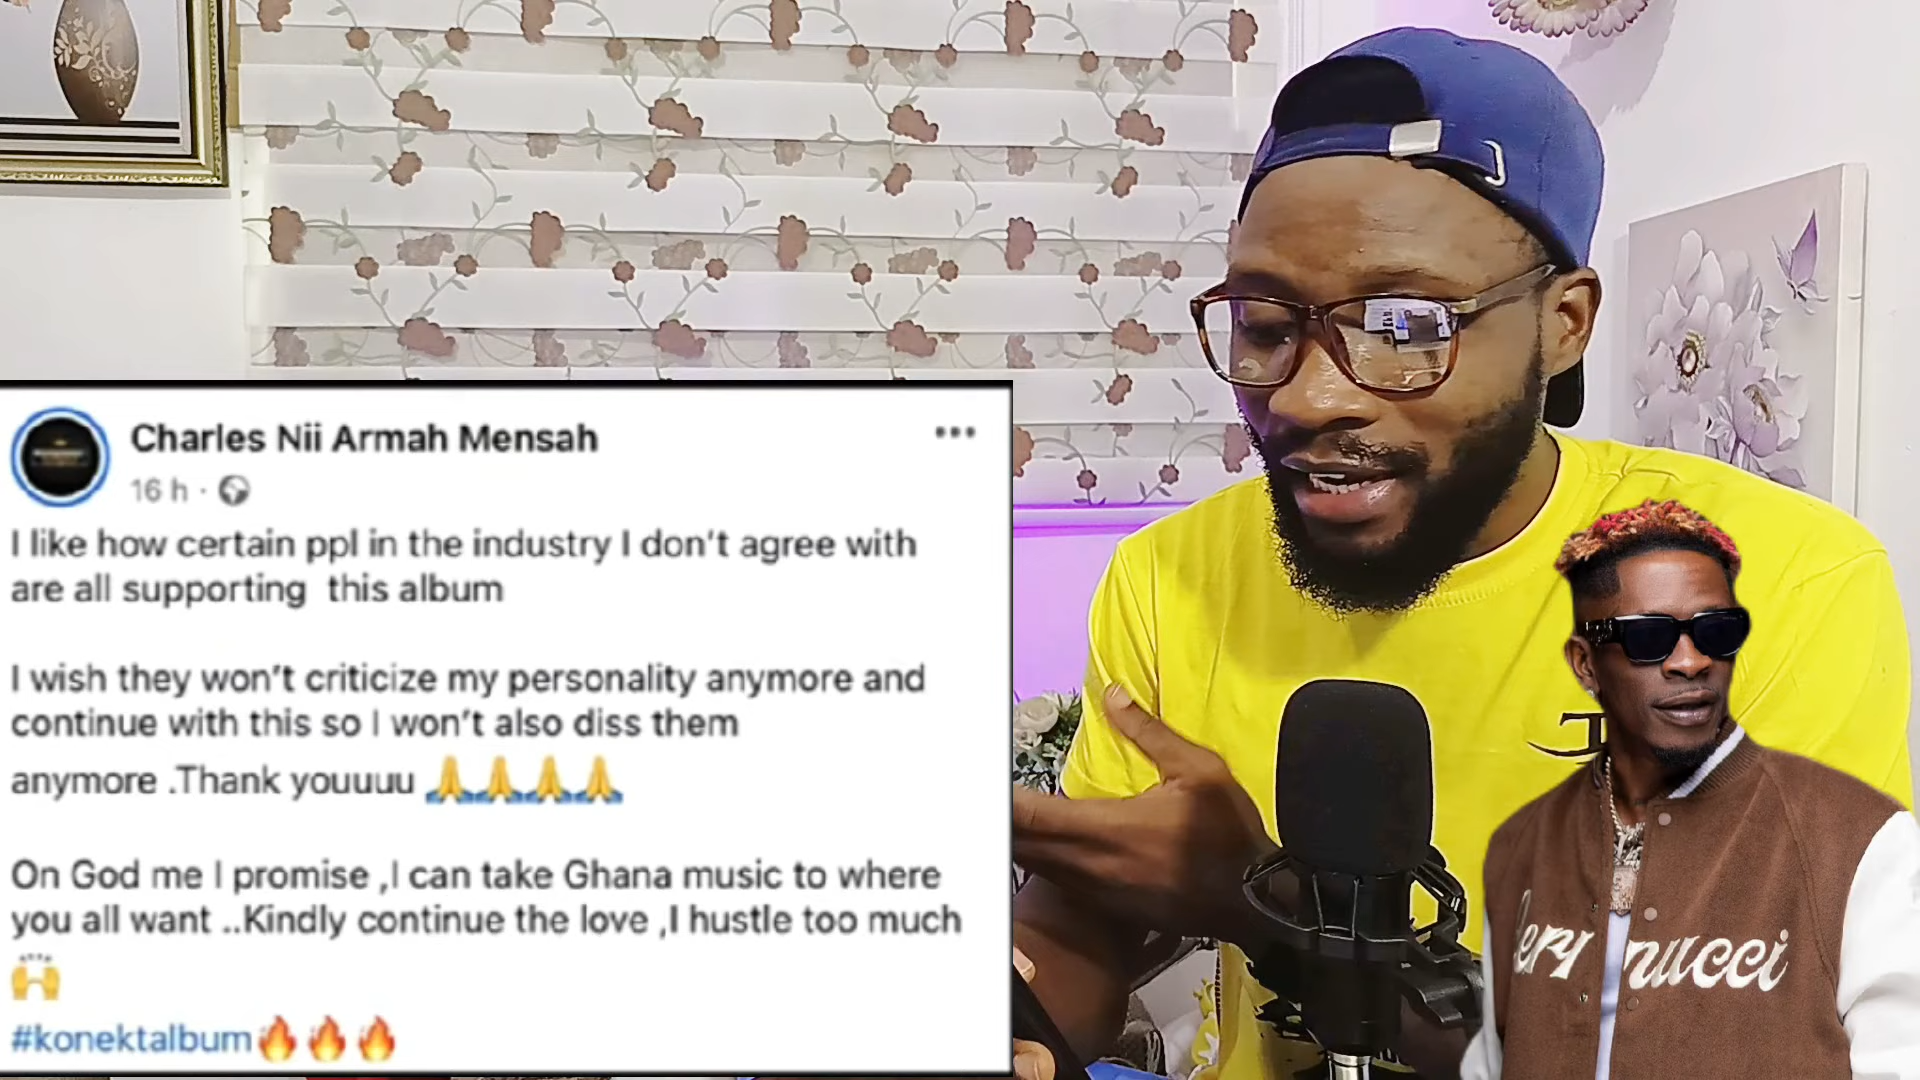 Charles Nii Armah Mensah
16 h ·
I like how certain ppl in the industry I don't agree with
are all supporting this album
I wish they won't criticize my personality anymore and
continue with this so I won't also diss them
anymore .Thank youuuu 🙏🙏🙏🙏
On God me I promise ,I can take Ghana music to where
you all want ..Kindly continue the love ,I hustle too much
🙌
#konektalbum🔥🔥🔥
nucci